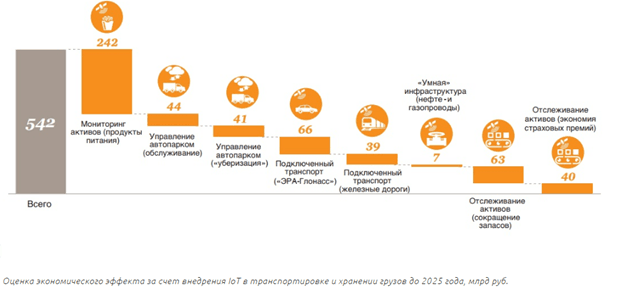 542
Всего
242
Мониторинг
активов (продукты
питания)
44
Управление
автопарком
(обслуживание)
41
Управление
автопарком
(«уберизация»)
66
Подключенный
транспорт
(«ЭРА-Глонасс»)
39
Подключенный
транспорт
(железные дороги)
«Умная»
инфраструктура
(нефте- и
газопроводы)
7
63
Отслеживание
активов
(сокращение
запасов)
Отслеживание
активов (экономия
страховых премий)
40
Оценка экономического эффекта за счет внедрения IoT в транспортировке и хранении грузов до 2025 года, млрд руб.